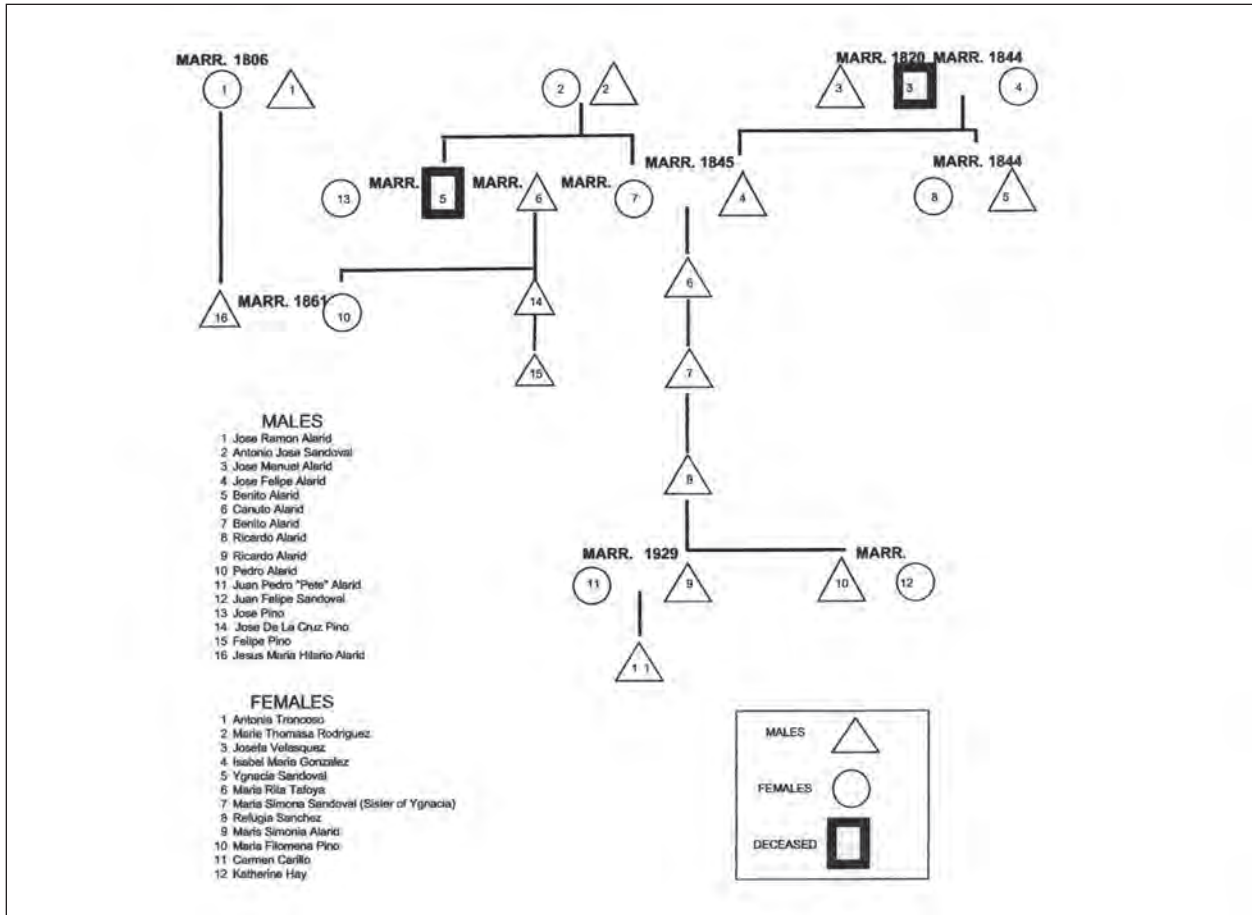 MARR. 1806
MARR. 1820 MARR. 1844
1 1 2 2 3 3 4
MARR. 1845
MARR. 1844
13 MARR. 5 MARR. 6 MARR. 7 4 8 5
6
16 MARR. 1861 10 14
15 7
8
MARR. 1929 MARR.
11 9 10 12
1 1
MALES
1 Jose Ramon Alarid
2 Antonio Jose Sandoval
3 Jose Manuel Alarid
4 Jose Felipe Alarid
5 Benito Alarid
6 Canuto Alarid
7 Benito Alarid
8 Ricardo Alarid
9 Ricardo Alarid
10 Pedro Alarid
11 Juan Pedro "Pete" Alarid
12 Juan Felipe Sandoval
13 Jose Pino
14 Jose De La Cruz Pino
15 Felipe Pino
16 Jesus Maria Hilario Alarid
FEMALES
1 Antonia Troncoso
2 Marie Thomasa Rodriguez
3 Josefa Velasquez
4 Isabel Maria Gonzalez
5 Ygnacia Sandoval
6 Maria Rita Tafoya
7 Maria Simona Sandoval (Sister of Ygnacia)
8 Refugia Sanchez
9 Maris Simonia Alarid
10 Maria Filomena Pino
11 Carmen Carillo
12 Katherine Hay
MALES
FEMALES
DECEASED